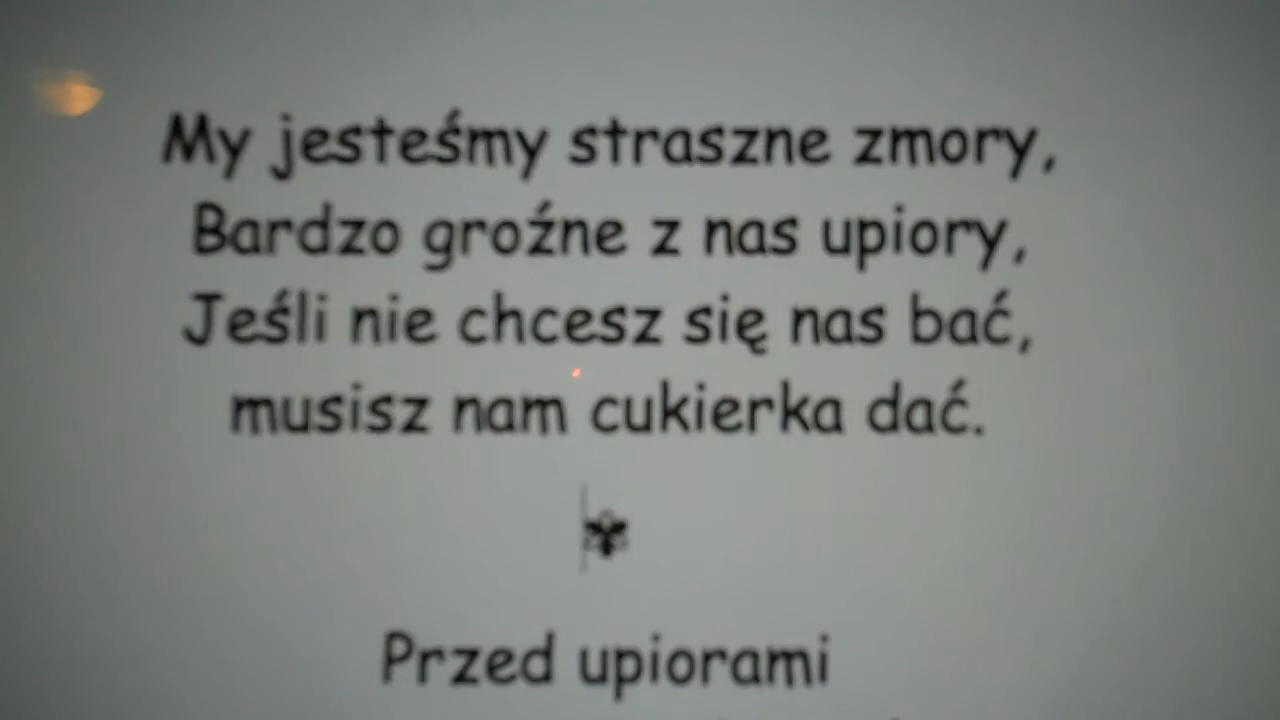 My jesteśmy straszne zmory,
Bardzo groźne z nas upiory,
Jeśli nie chcesz się nas bać,
musisz nam cukierka dać.
Przed upiorami